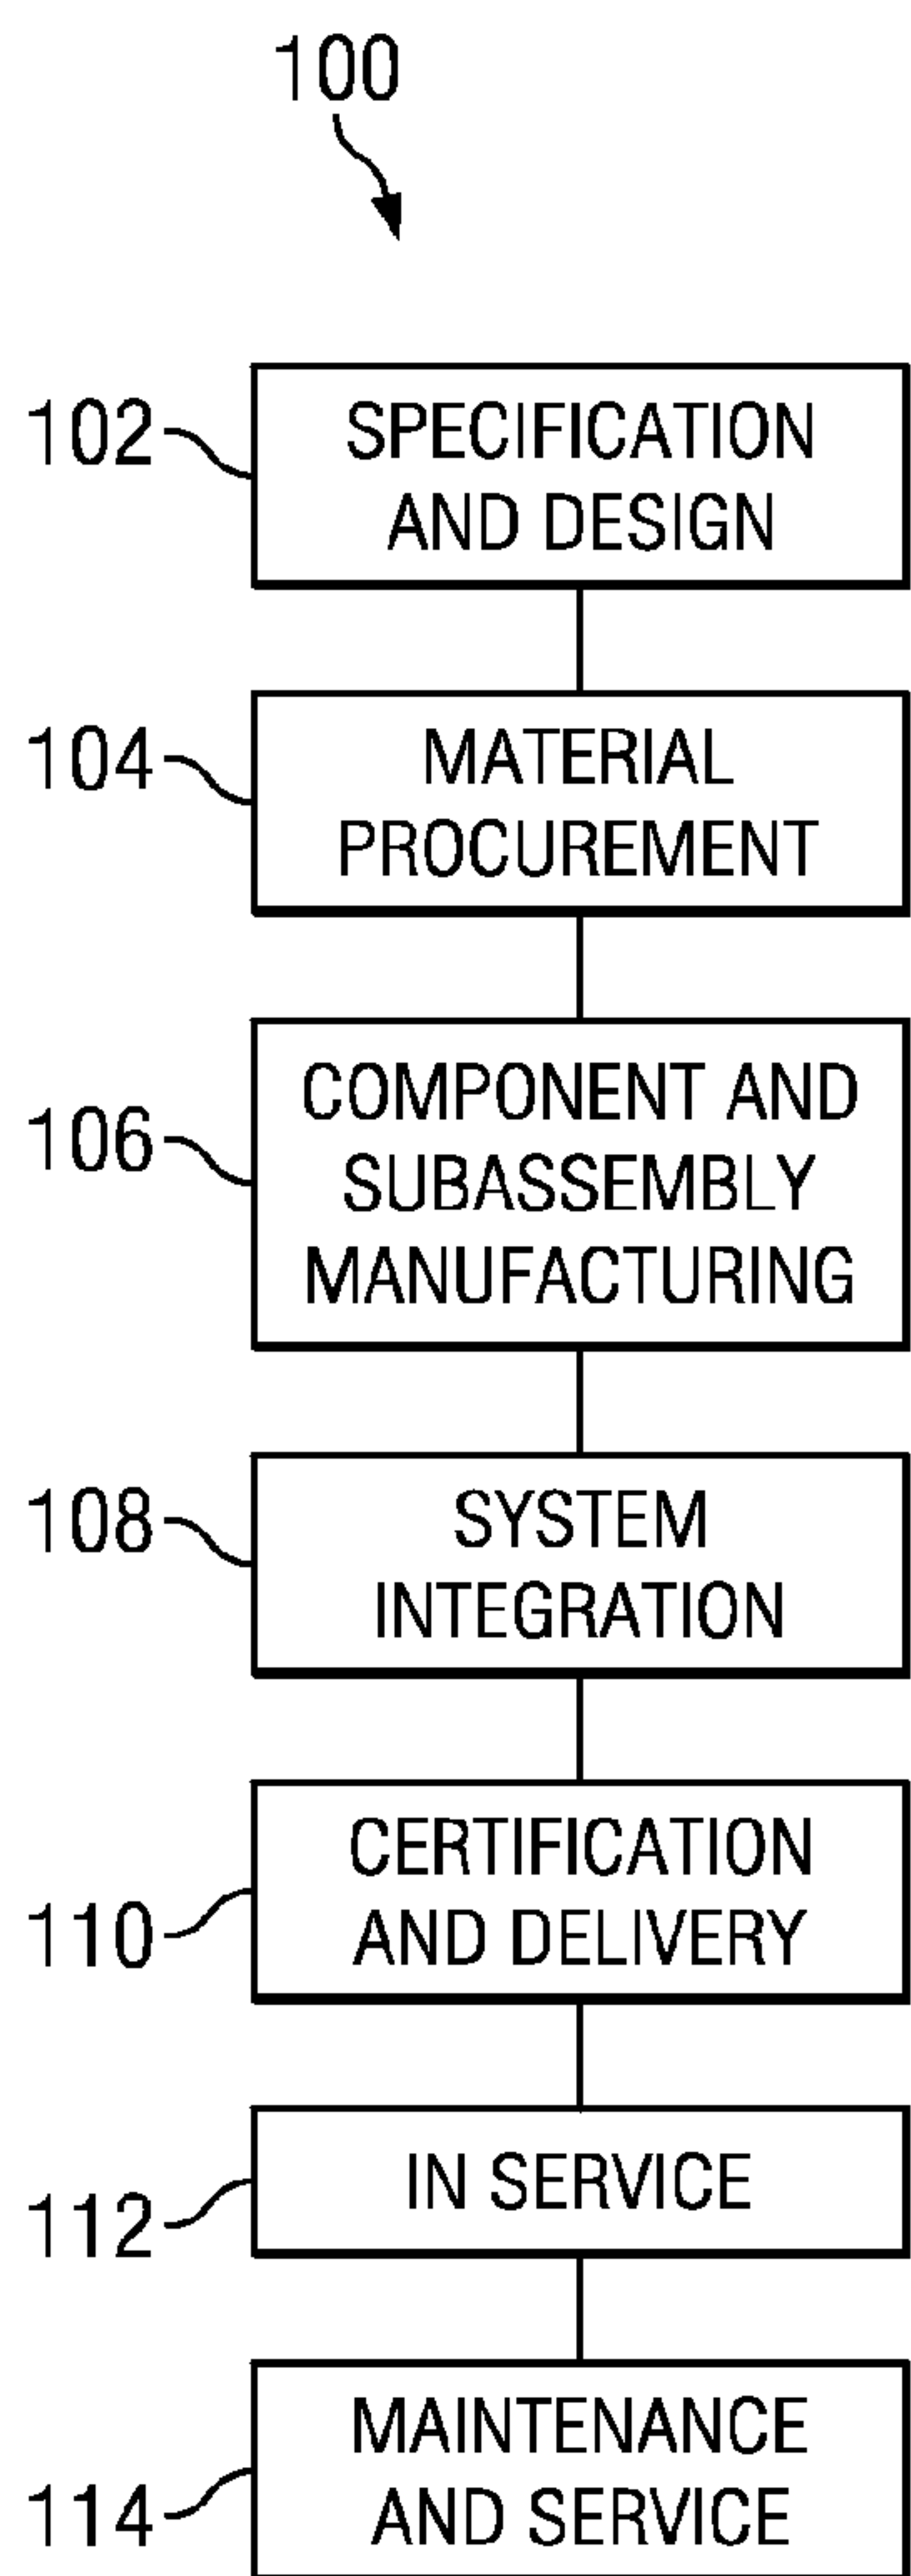 100
102
SPECIFICATION
AND DESIGN
104
MATERIAL
PROCUREMENT
106
COMPONENT AND
SUBASSEMBLY
MANUFACTURING
108
SYSTEM
INTEGRATION
110
CERTIFICATION
AND DELIVERY
112
IN SERVICE
114
MAINTENANCE
AND SERVICE